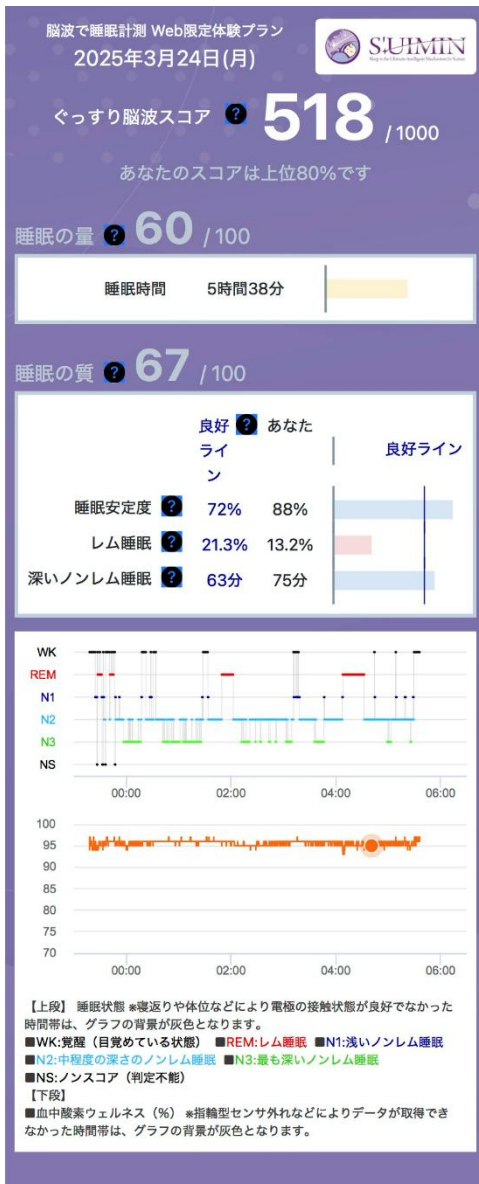 脳波で睡眠計測 Web限定体験プラン
2025年3月24日(月)
S'UIMIN
ぐっすり脳波スコア ? 518 / 1000
あなたのスコアは上位80%です
睡眠の量 ? 60 / 100
睡眠時間 5時間38分
睡眠の質 ? 67 / 100
良好 ? あなた
ライ
ン
良好ライン
睡眠安定度 ? 72% 88%
レム睡眠 ? 21.3% 13.2%
深いノンレム睡眠 ? 63分 75分
WK
REM
N1
N2
N3
NS
00:00 02:00 04:00 06:00
100
95
90
85
80
75
70
00:00 02:00 04:00 06:00
【上段】 睡眠状態 ※寝返りや体位などにより電極の接触状態が良好でなかった
時間帯は、グラフの背景が灰色となります。
■WK:覚醒（目覚めている状態） ■REM:レム睡眠 ■N1:浅いノンレム睡眠
■N2:中程度の深さのノンレム睡眠 ■N3:最も深いノンレム睡眠
■NS:ノンスコア（判定不能）
【下段】
■血中酸素ウェルネス（%） ※指輪型センサ外れなどによりデータが取得でき
なかった時間帯は、グラフの背景が灰色となります。